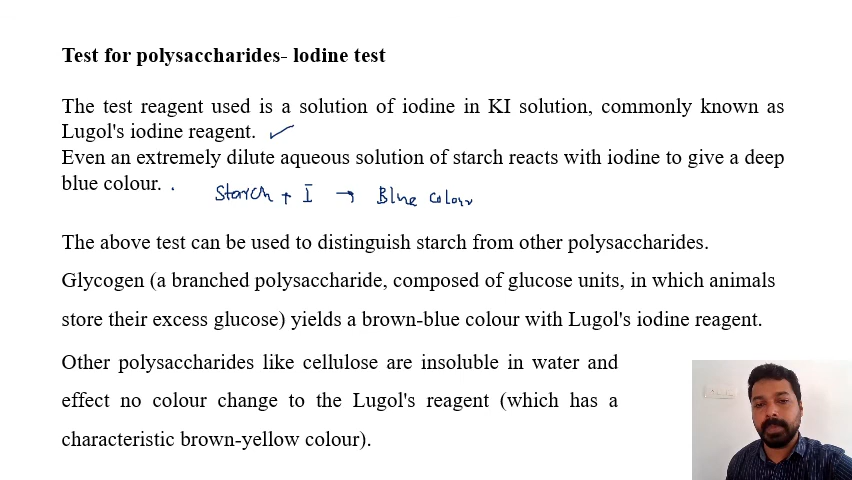 Test for polysaccharides- lodine test
The test reagent used is a solution of iodine in KI solution, commonly known as
Lugol's iodine reagent.
Even an extremely dilute aqueous solution of starch reacts with iodine to give a deep
blue colour. .
Starch + I → Blue colour
The above test can be used to distinguish starch from other polysaccharides.
Glycogen (a branched polysaccharide, composed of glucose units, in which animals
store their excess glucose) yields a brown-blue colour with Lugol's iodine reagent.
Other polysaccharides like cellulose are insoluble in water and
effect no colour change to the Lugol's reagent (which has a
characteristic brown-yellow colour).